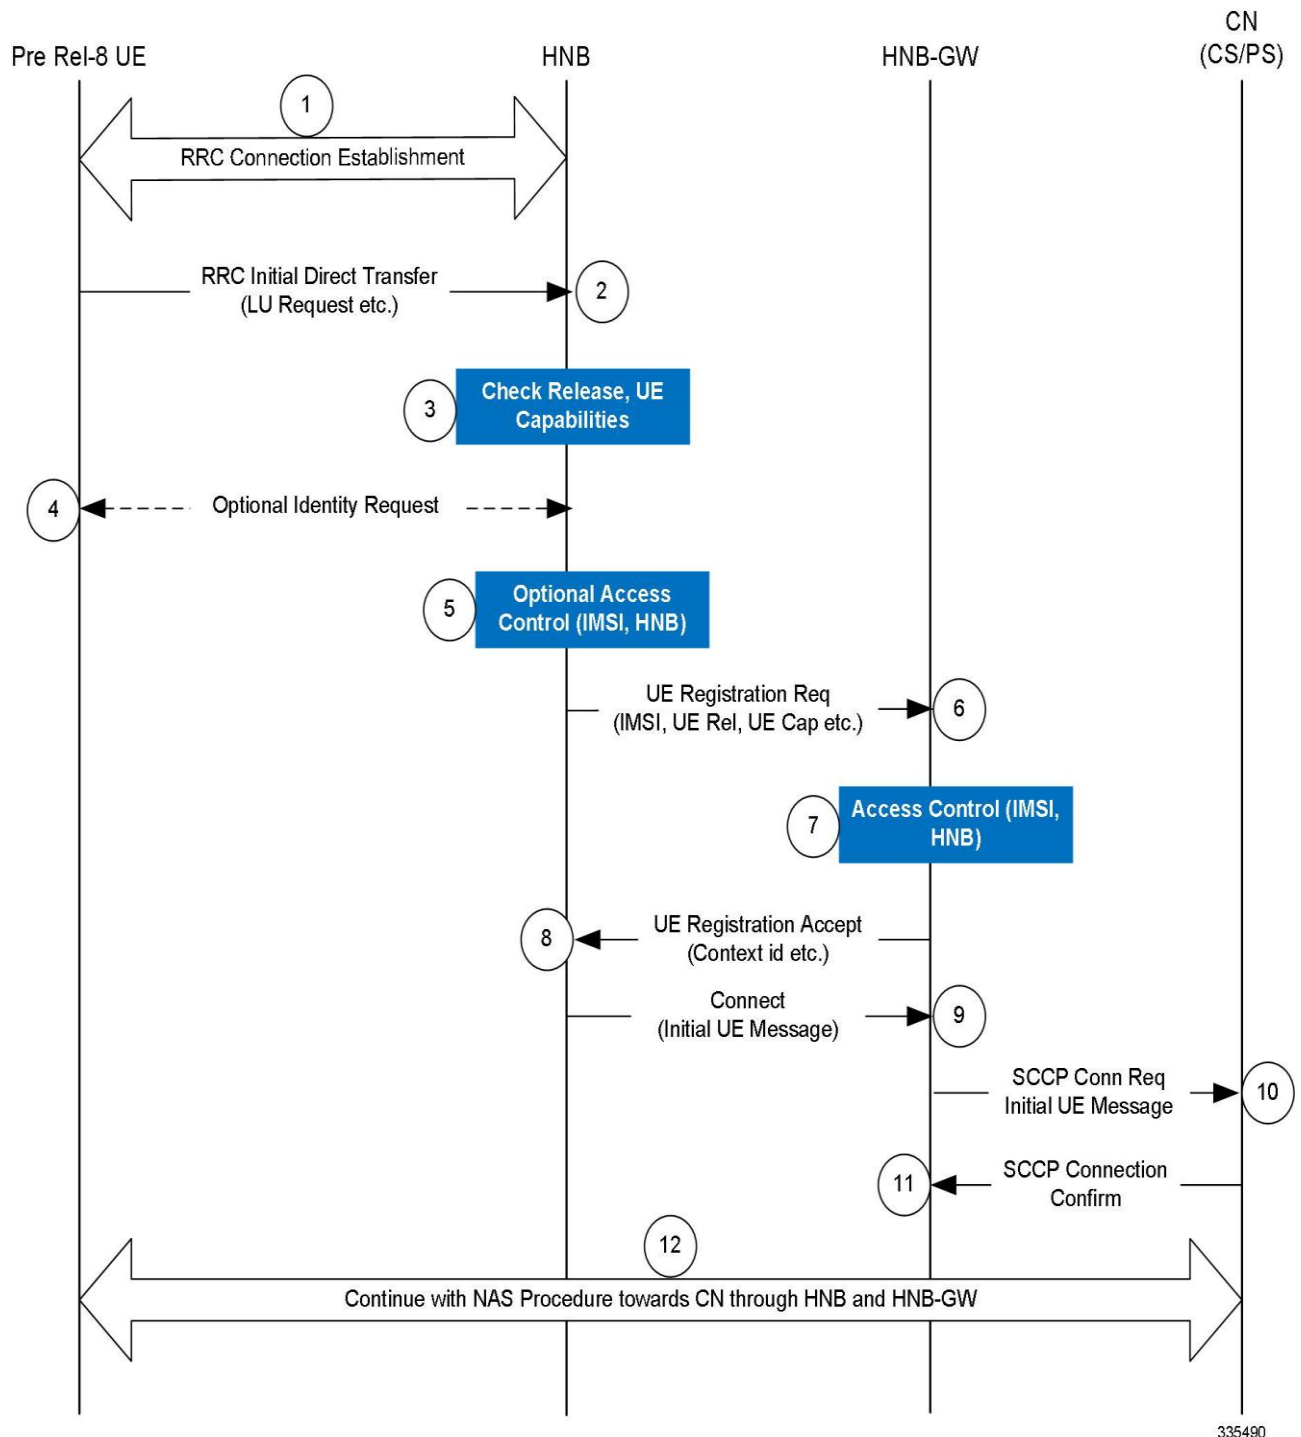 CN
Pre Rel-8 UE HNB HNB-GW (CS/PS)
1
RRC Connection Establishment
RRC Initial Direct Transfer
(LU Request etc.)
2
Check Release, UE
Capabilities
3
4
Optional Identity Request
Optional Access
Control (IMSI, HNB)
5
UE Registration Req
(IMSI, UE Rel, UE Cap etc.)
6
Access Control (IMSI,
HNB)
7
UE Registration Accept
(Context id etc.)
8
Connect
(Initial UE Message)
9
SCCP Conn Req
Initial UE Message
10
SCCP Connection
Confirm
11
12
Continue with NAS Procedure towards CN through HNB and HNB-GW
335490